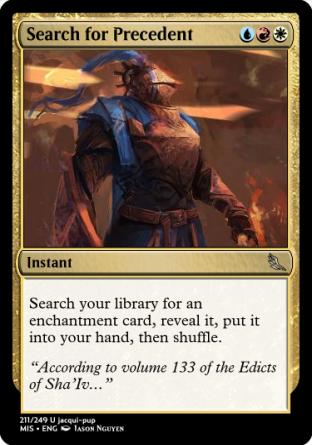 Search for Precedent
Instant
Search your library for an
enchantment card, reveal it, put it
into your hand, then shuffle.
“According to volume 133 of the Edicts
of Sha’Iv…”
211/249 U jacqui-pup
MIS • ENG Jason Nguyen